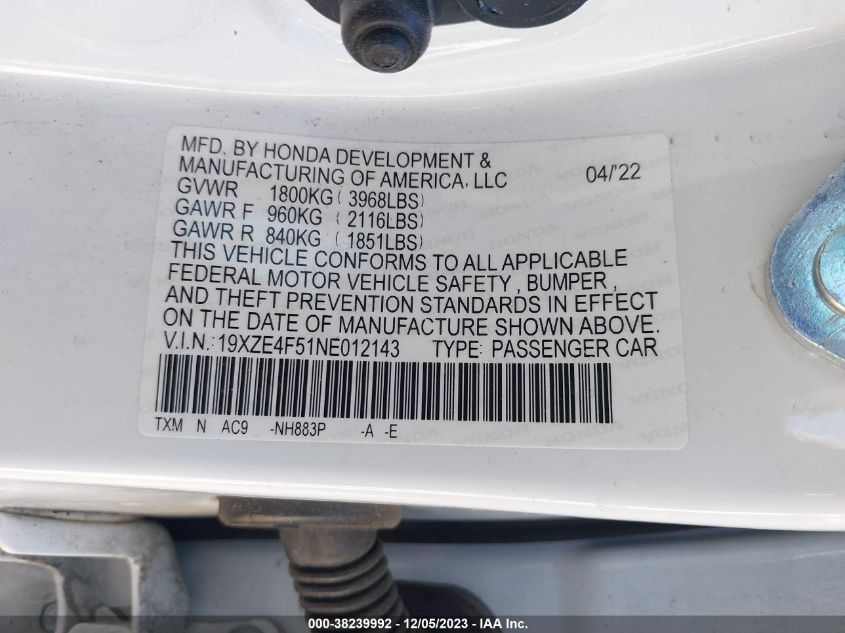 MFD. BY HONDA DEVELOPMENT &
MANUFACTURING OF AMERICA, LLC 04/'22
GVWR 1800KG ( 3968LBS)
GAWR F 960KG ( 2116LBS)
GAWR R 840KG ( 1851LBS)
THIS VEHICLE CONFORMS TO ALL APPLICABLE
FEDERAL MOTOR VEHICLE SAFETY , BUMPER ,
AND THEFT PREVENTION STANDARDS IN EFFECT
ON THE DATE OF MANUFACTURE SHOWN ABOVE.
V.I.N.: 19XZE4F51NE012143 TYPE: PASSENGER CAR
TXM N AC9 -NH883P -A -E
000-38239992 - 12/05/2023 - IAA Inc.